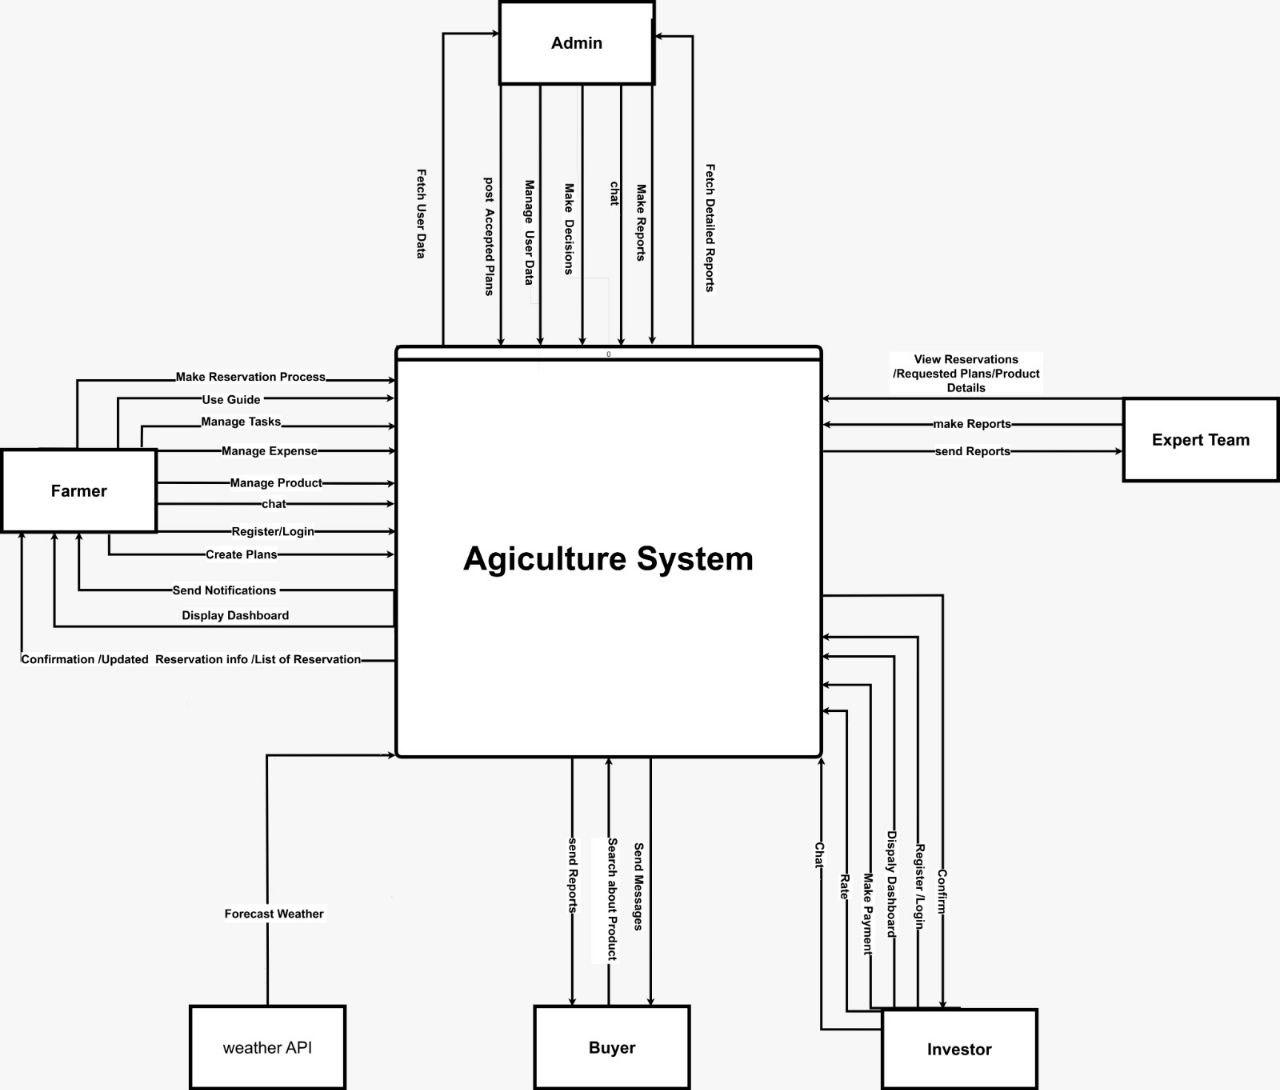 Admin
Fetch User Data
post Accepted Plans
Manage User Data
Make Decisions
chat
Make Reports
Fetch Detailed Reports
0
Make Reservation Process
Use Guide
Manage Tasks
Manage Expense
Farmer
Manage Product
chat
Register/Login
Create Plans
Send Notifications
Display Dashboard
Confirmation /Updated Reservation info /List of Reservation
Agiculture System
View Reservations
/Requested Plans/Product
Details
make Reports
send Reports
Expert Team
Forecast Weather
weather API
send Reports
Search about Product
Send Messages
Buyer
Chat
Rate
Make Payment
Dispaly Dashboard
Register /Login
Confirm
Investor